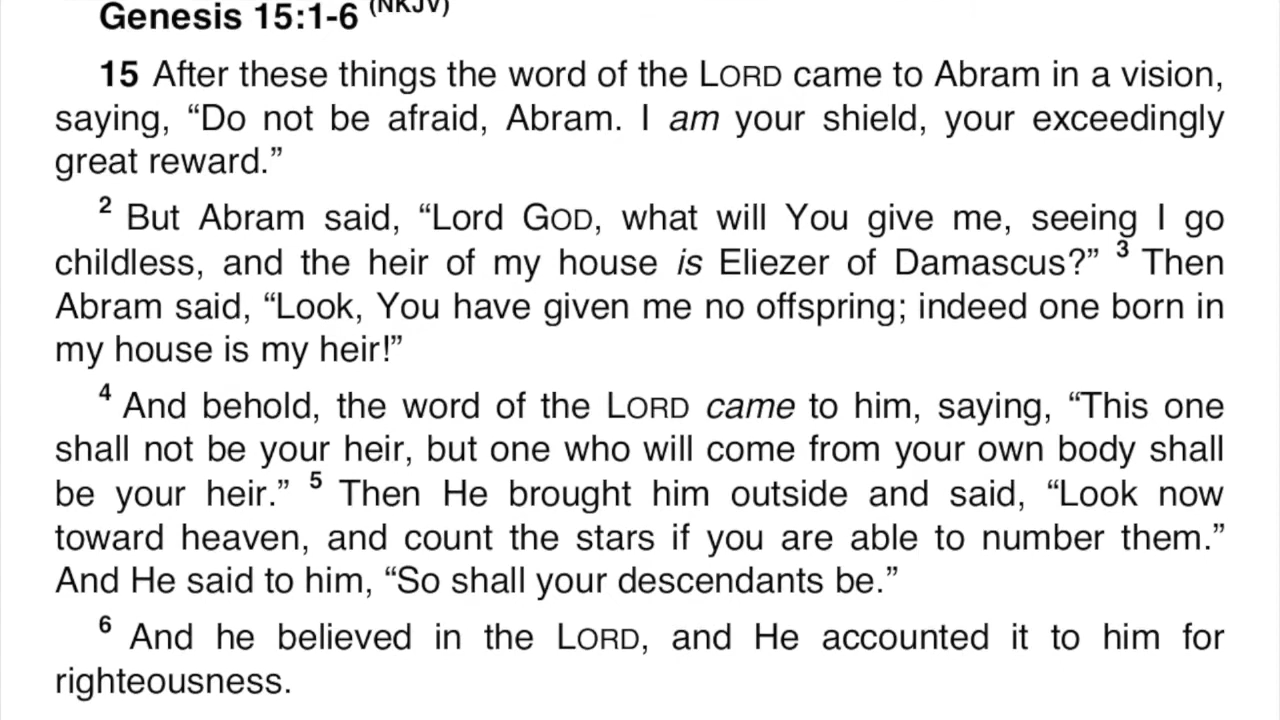 Genesis 15:1-6 (NKJV)
15 After these things the word of the LORD came to Abram in a vision,
saying, “Do not be afraid, Abram. I am your shield, your exceedingly
great reward.”
2 But Abram said, “Lord GOD, what will You give me, seeing I go
childless, and the heir of my house is Eliezer of Damascus?” 3 Then
Abram said, “Look, You have given me no offspring; indeed one born in
my house is my heir!”
4 And behold, the word of the LORD came to him, saying, “This one
shall not be your heir, but one who will come from your own body shall
be your heir.” 5 Then He brought him outside and said, “Look now
toward heaven, and count the stars if you are able to number them.”
And He said to him, “So shall your descendants be.”
6 And he believed in the LORD, and He accounted it to him for
righteousness.